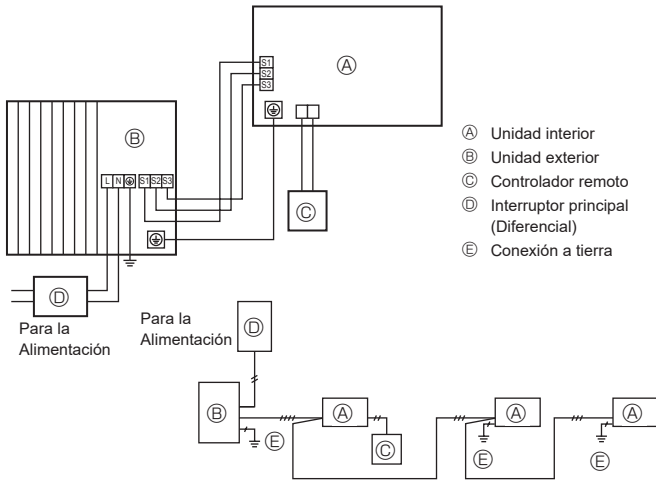 S1
S2
S3
Ⓐ
Ⓑ
L N S1 S2 S3
Ⓒ
Ⓓ
Para la
Alimentación
Ⓐ Unidad interior
Ⓑ Unidad exterior
Ⓒ Controlador remoto
Ⓓ Interruptor principal
(Diferencial)
Ⓔ Conexión a tierra
Para la
Alimentación
Ⓓ
Ⓑ
Ⓔ
Ⓐ
Ⓒ
Ⓐ
Ⓔ
Ⓐ
Ⓔ